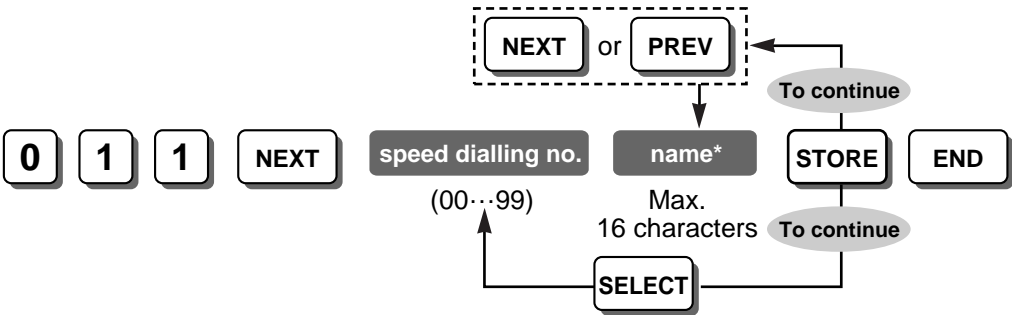 NEXT or PREV
To continue
0 1 1 NEXT speed dialling no. name* STORE END
(00···99) Max.
16 characters To continue
SELECT